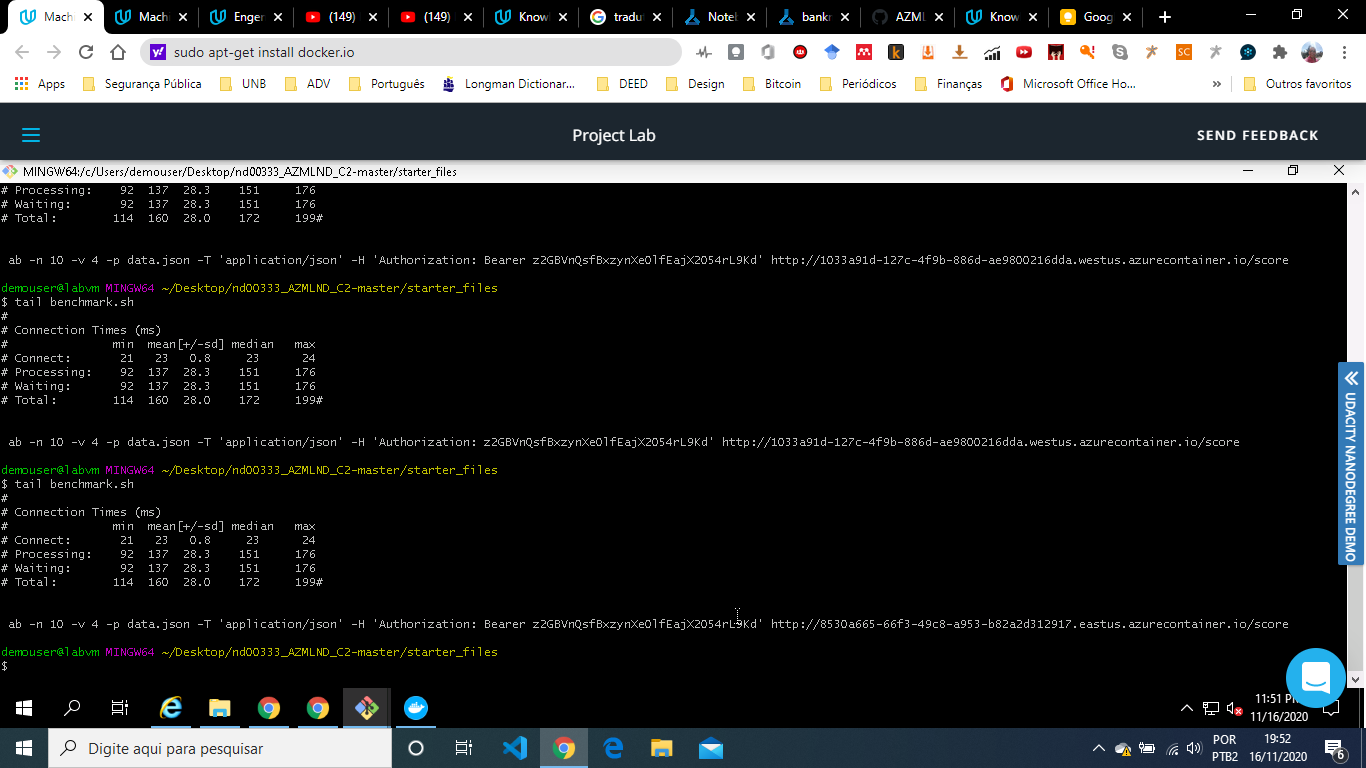 Mach
Mach
Enger
(149)
(149)
Know
tradut
Noteb
bankr
AZML
Know
Goog
sudo apt-get install docker.io
Apps
Segurança Pública
UNB
ADV
Português
Longman Dictionar...
DEED
Design
Bitcoin
Periódicos
Finanças
Microsoft Office Ho...
»
Outros favoritos
Project Lab
SEND FEEDBACK
MINGW64:/c/Users/demouser/Desktop/nd00333_AZMLND_C2-master/starter_files
# Processing: 92 137 28.3 151 176
# Waiting: 92 137 28.3 151 176
# Total: 114 160 28.0 172 199#
ab -n 10 -v 4 -p data.json -T 'application/json' -H 'Authorization: Bearer z2GBVnQsfBxzynXe0lfEajX2054rL9Kd' http://1033a91d-127c-4f9b-886d-ae9800216dda.westus.azurecontainer.io/score
demouser@labvm MINGW64 ~/Desktop/nd00333_AZMLND_C2-master/starter_files
$ tail benchmark.sh
#
# Connection Times (ms)
# min mean[+/-sd] median max
# Connect: 21 23 0.8 23 24
# Processing: 92 137 28.3 151 176
# Waiting: 92 137 28.3 151 176
# Total: 114 160 28.0 172 199#
ab -n 10 -v 4 -p data.json -T 'application/json' -H 'Authorization: z2GBVnQsfBxzynXe0lfEajX2054rL9Kd' http://1033a91d-127c-4f9b-886d-ae9800216dda.westus.azurecontainer.io/score
demouser@labvm MINGW64 ~/Desktop/nd00333_AZMLND_C2-master/starter_files
$ tail benchmark.sh
#
# Connection Times (ms)
# min mean[+/-sd] median max
# Connect: 21 23 0.8 23 24
# Processing: 92 137 28.3 151 176
# Waiting: 92 137 28.3 151 176
# Total: 114 160 28.0 172 199#
ab -n 10 -v 4 -p data.json -T 'application/json' -H 'Authorization: Bearer z2GBVnQsfBxzynXe0lfEajX2054rL9Kd' http://8530a665-66f3-49c8-a953-b82a2d312917.eastus.azurecontainer.io/score
demouser@labvm MINGW64 ~/Desktop/nd00333_AZMLND_C2-master/starter_files
$
UDACITY NANODEGREE DEMO
11:51 P
11/16/2020
Digite aqui para pesquisar
POR
PTB2
19:52
16/11/2020
6